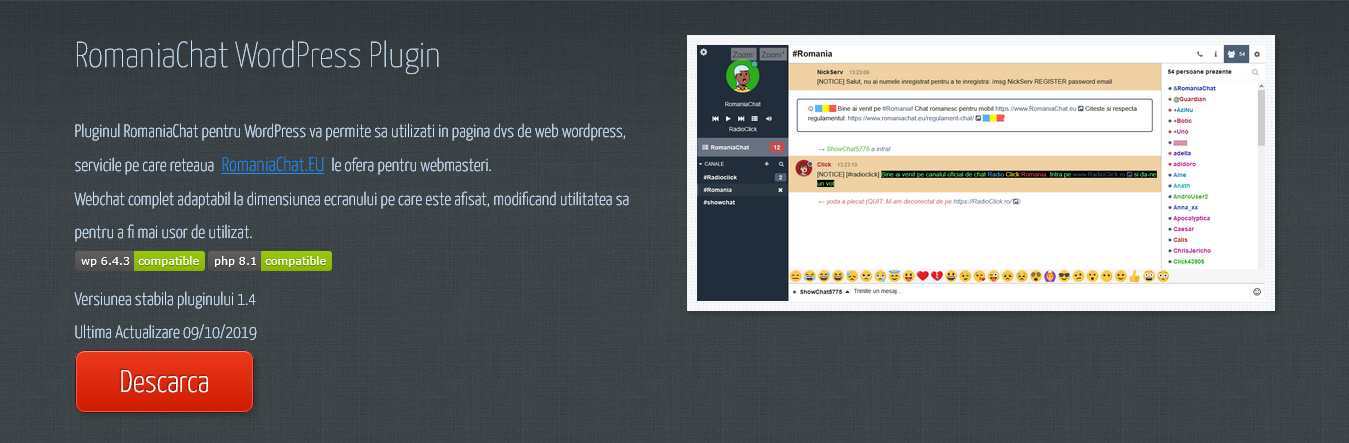 RomaniaChat WordPress Plugin
Pluginul RomaniaChat pentru WordPress va permite sa utilizati in pagina dvs de web wordpress,
servicile pe care reteaua RomaniaChat.EU le ofera pentru webmasteri.
Webchat complet adaptabil la dimensiunea ecranului pe care este afisat, modificand utilitatea sa
pentru a fi mai usor de utilizat.
wp 6.4.3 compatible php 8.1 compatible
Versiunea stabila pluginului 1.4
Ultima Actualizare 09/10/2019
Descarca
Zoom- Zoom+
RomaniaChat
RadioClick
RomaniaChat 12
CANALE
#Radioclick 2
#Romania
#showchat
#Romania
54
NickServ 13:23:09
[NOTICE] Salut, nu ai numele inregistrat pentru a te inregistra: /msg NickServ REGISTER password email
Bine ai venit pe #Romania! Chat romanesc pentru mobil https://www.RomaniaChat.eu Citeste si respecta
regulamentul: https://www.romaniachat.eu/regulament-chat/
→ ShowChat5775 a intrat
Click 13:23:10
[NOTICE] [#radioclick] Bine ai venit pe canalul oficial de chat Radio Click Romania Intra pe www.RadioClick.ro si da-ne
un vot
← yoda a plecat (QUIT: M-am deconectat de pe https://RadioClick.ro/)
ShowChat5775 Trimite un mesaj...
54 persoane prezente
&RomaniaChat
@Guardian
+AziNu
+Botic
+Uno
adella
adidoro
Aine
Anath
AndroUser2
Anna_xx
Apocalyptica
Caesar
Calis
ChrisJericho
Click43905